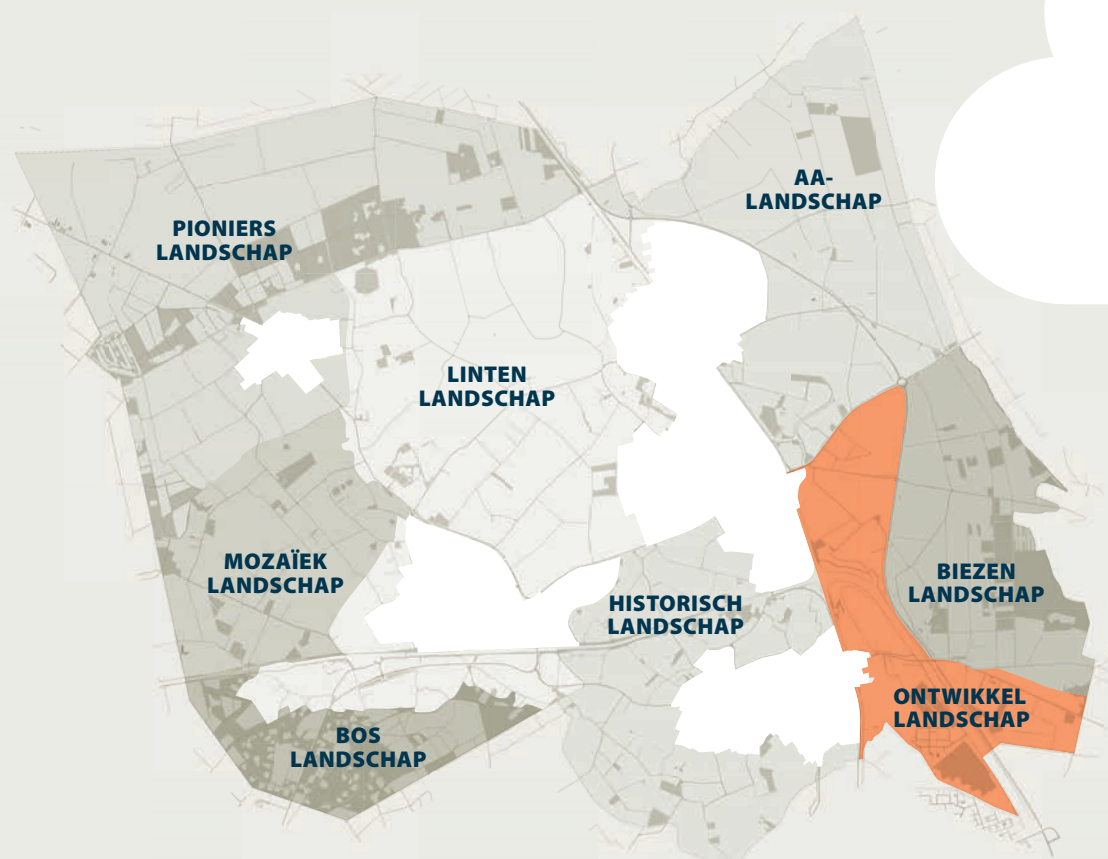 AA-
LANDSCHAP
PIONIERS
LANDSCHAP
LINTEN
LANDSCHAP
MOZAÏEK
LANDSCHAP
BIEZEN
LANDSCHAP
HISTORISCH
LANDSCHAP
ONTWIKKEL
LANDSCHAP
BOS
LANDSCHAP